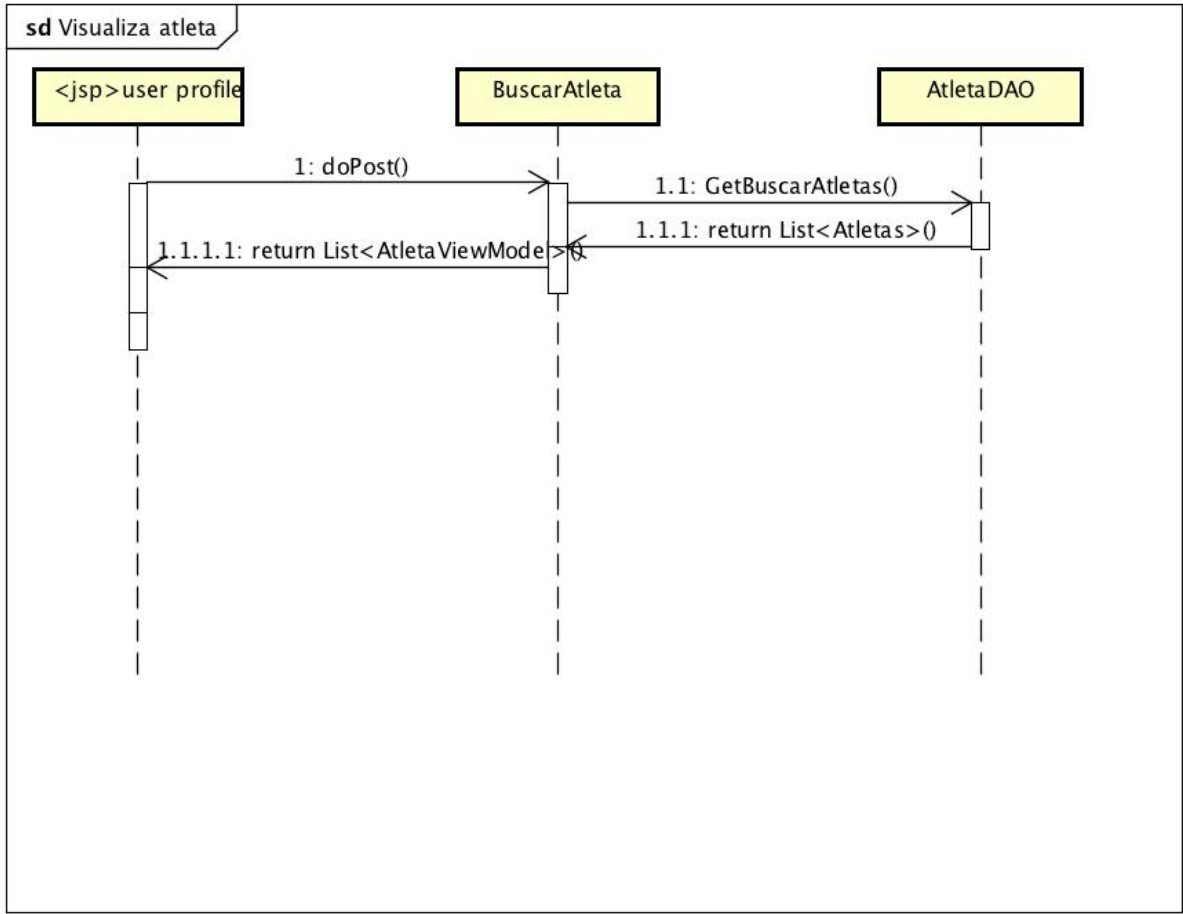 sd Visualiza atleta
<jsp>user profile
BuscarAtleta
AtletaDAO
1: doPost()
1.1: GetBuscarAtletas()
1.1.1: return List<Atletas>()
1.1.1.1: return List<AtletaViewModel>()